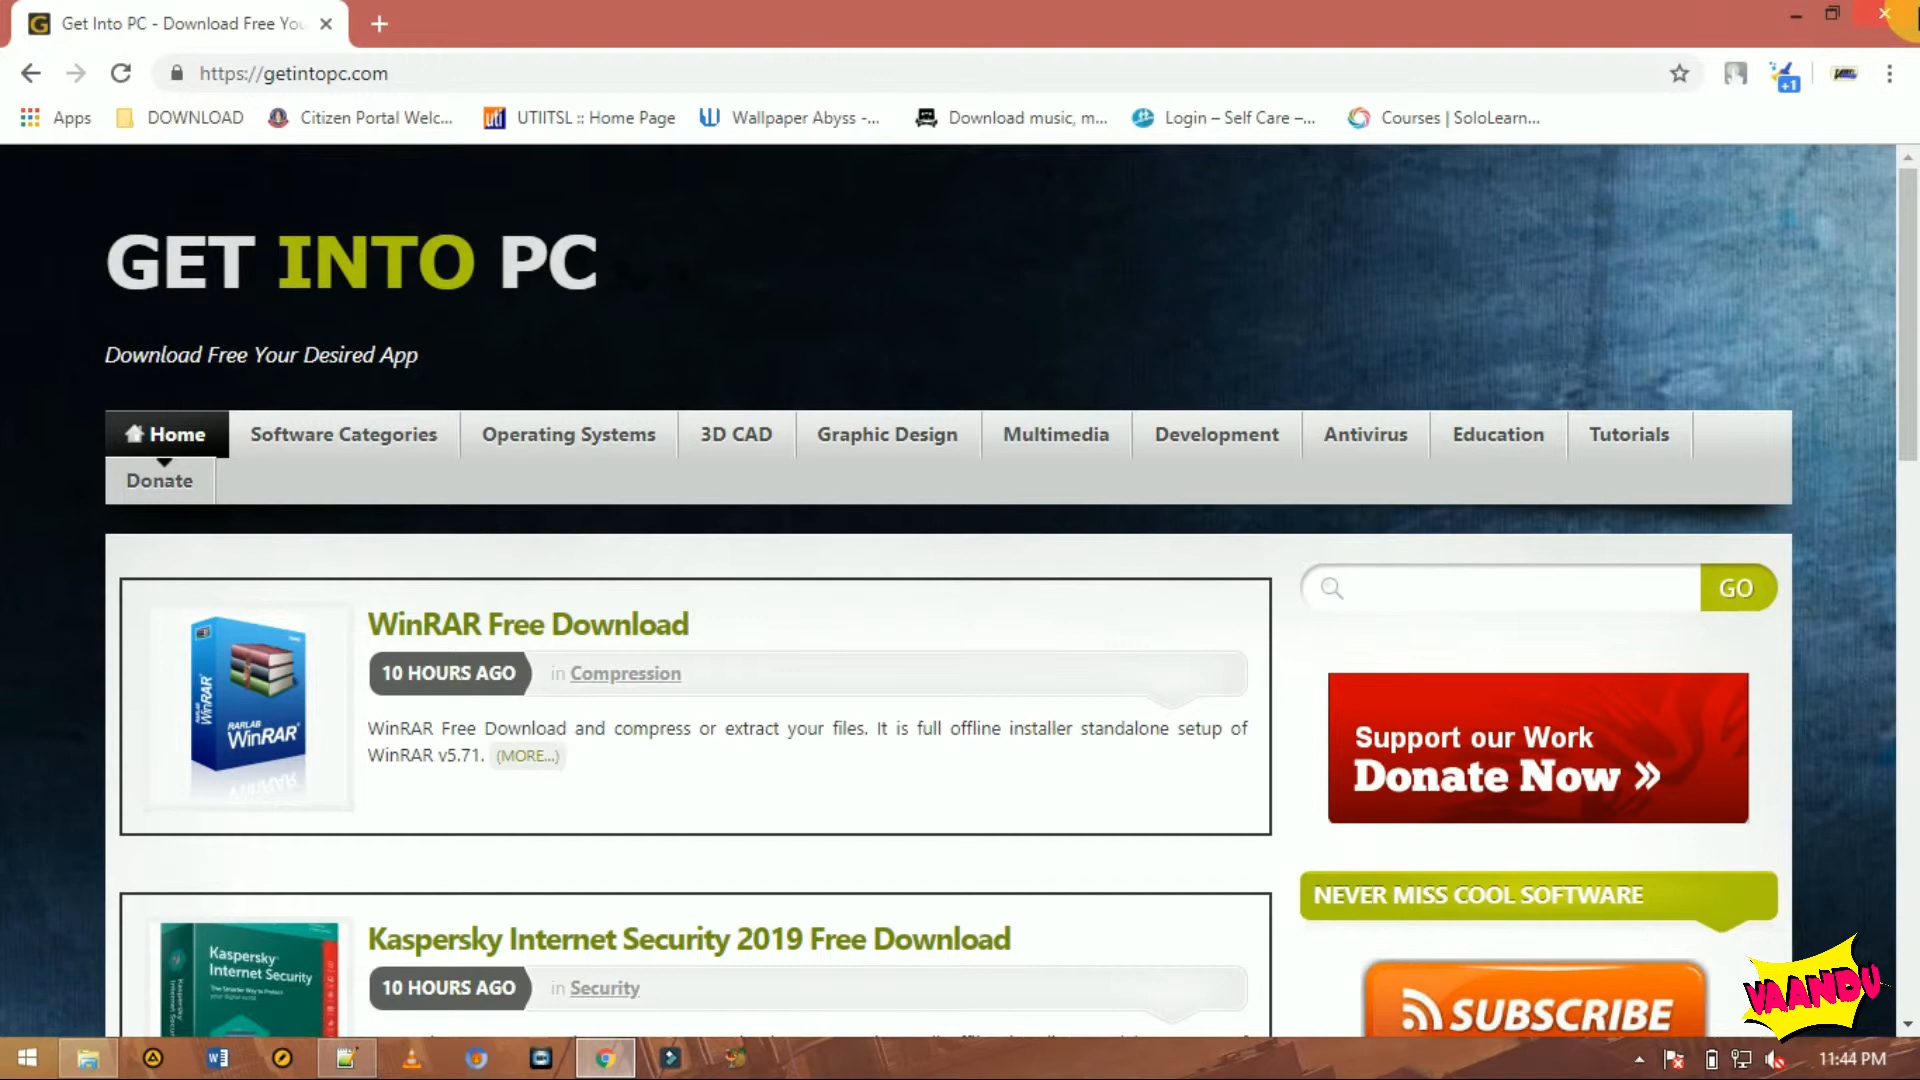 Get Into PC - Download Free You
https://getintopc.com
Apps
DOWNLOAD
Citizen Portal Welc...
UTIITSL :: Home Page
Wallpaper Abyss -...
Download music, m...
Login – Self Care –...
Courses | SoloLearn...
+1
GET INTO PC
Download Free Your Desired App
Home
Software Categories
Operating Systems
3D CAD
Graphic Design
Multimedia
Development
Antivirus
Education
Tutorials
Donate
WinRAR Free Download
10 HOURS AGO in Compression
WinRAR Free Download and compress or extract your files. It is full offline installer standalone setup of
WinRAR v5.71. (MORE...)
RARLAB
WinRAR
RARLAB
WinRAR
GO
Support our Work
Donate Now »
NEVER MISS COOL SOFTWARE
SUBSCRIBE
Kaspersky Internet Security 2019 Free Download
10 HOURS AGO in Security
Kaspersky
Internet Security
VAANDU
11:44 PM